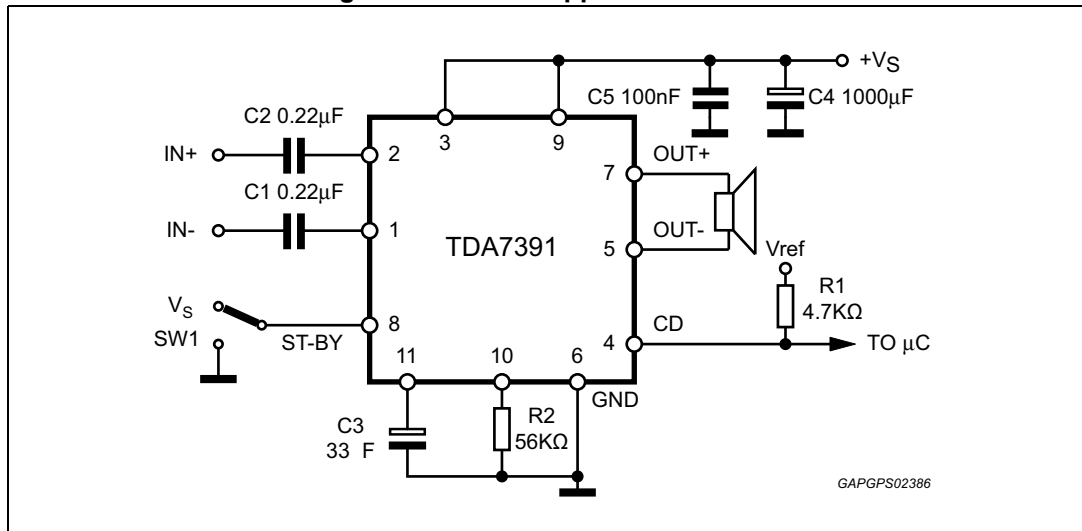 +VS
C5 100nF
C4 1000µF
C2 0.22µF
IN+
2
3
9
7
OUT+
C1 0.22µF
IN-
1
TDA7391
5
OUT-
Vref
R1
4.7KΩ
VS
SW1
ST-BY
8
CD
4
TO µC
11
10
6
GND
C3
33 F
R2
56KΩ
GAPGPS02386